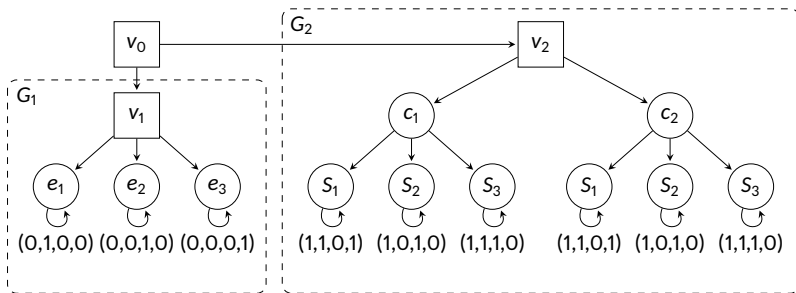 v₀ G₂ v₂
G₁
v₁ c₁ c₂
e₁ e₂ e₃ S₁ S₂ S₃ S₁ S₂ S₃
(0,1,0,0) (0,0,1,0) (0,0,0,1) (1,1,0,1) (1,0,1,0) (1,1,1,0) (1,1,0,1) (1,0,1,0) (1,1,1,0)